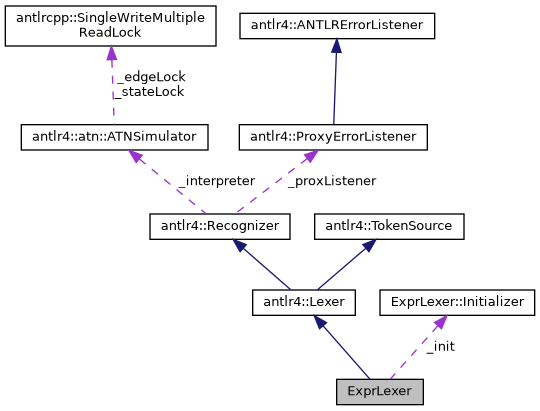 antlrcpp::SingleWriteMultiple
ReadLock
antlr4::ANTLRErrorListener
_edgeLock
_stateLock
antlr4::atn::ATNSimulator
antlr4::ProxyErrorListener
_interpreter
_proxListener
antlr4::Recognizer
antlr4::TokenSource
antlr4::Lexer
ExprLexer::Initializer
_init
ExprLexer